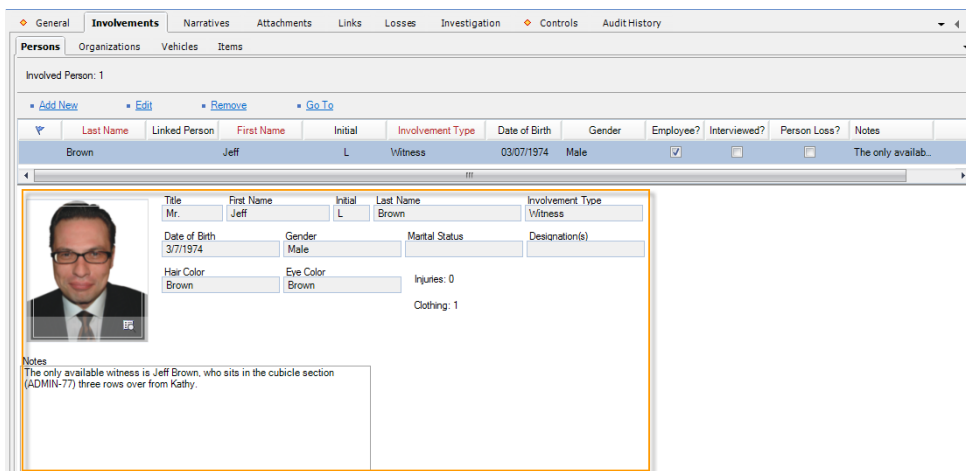 General Involvements Narratives Attachments Links Losses Investigation Controls Audit History
Persons Organizations Vehicles Items
Involved Person: 1
Add New Edit Remove Go To
Last Name Linked Person First Name Initial Involvement Type Date of Birth Gender Employee? Interviewed? Person Loss? Notes
Brown Jeff L Witness 03/07/1974 Male The only availab..
Title First Name Initial Last Name Involvement Type
Mr. Jeff L Brown Witness
Date of Birth Gender Marital Status Designation(s)
3/7/1974 Male
Hair Color Eye Color
Brown Brown
Injuries: 0
Clothing: 1
Notes
The only available witness is Jeff Brown, who sits in the cubicle section
(ADMIN-77) three rows over from Kathy.